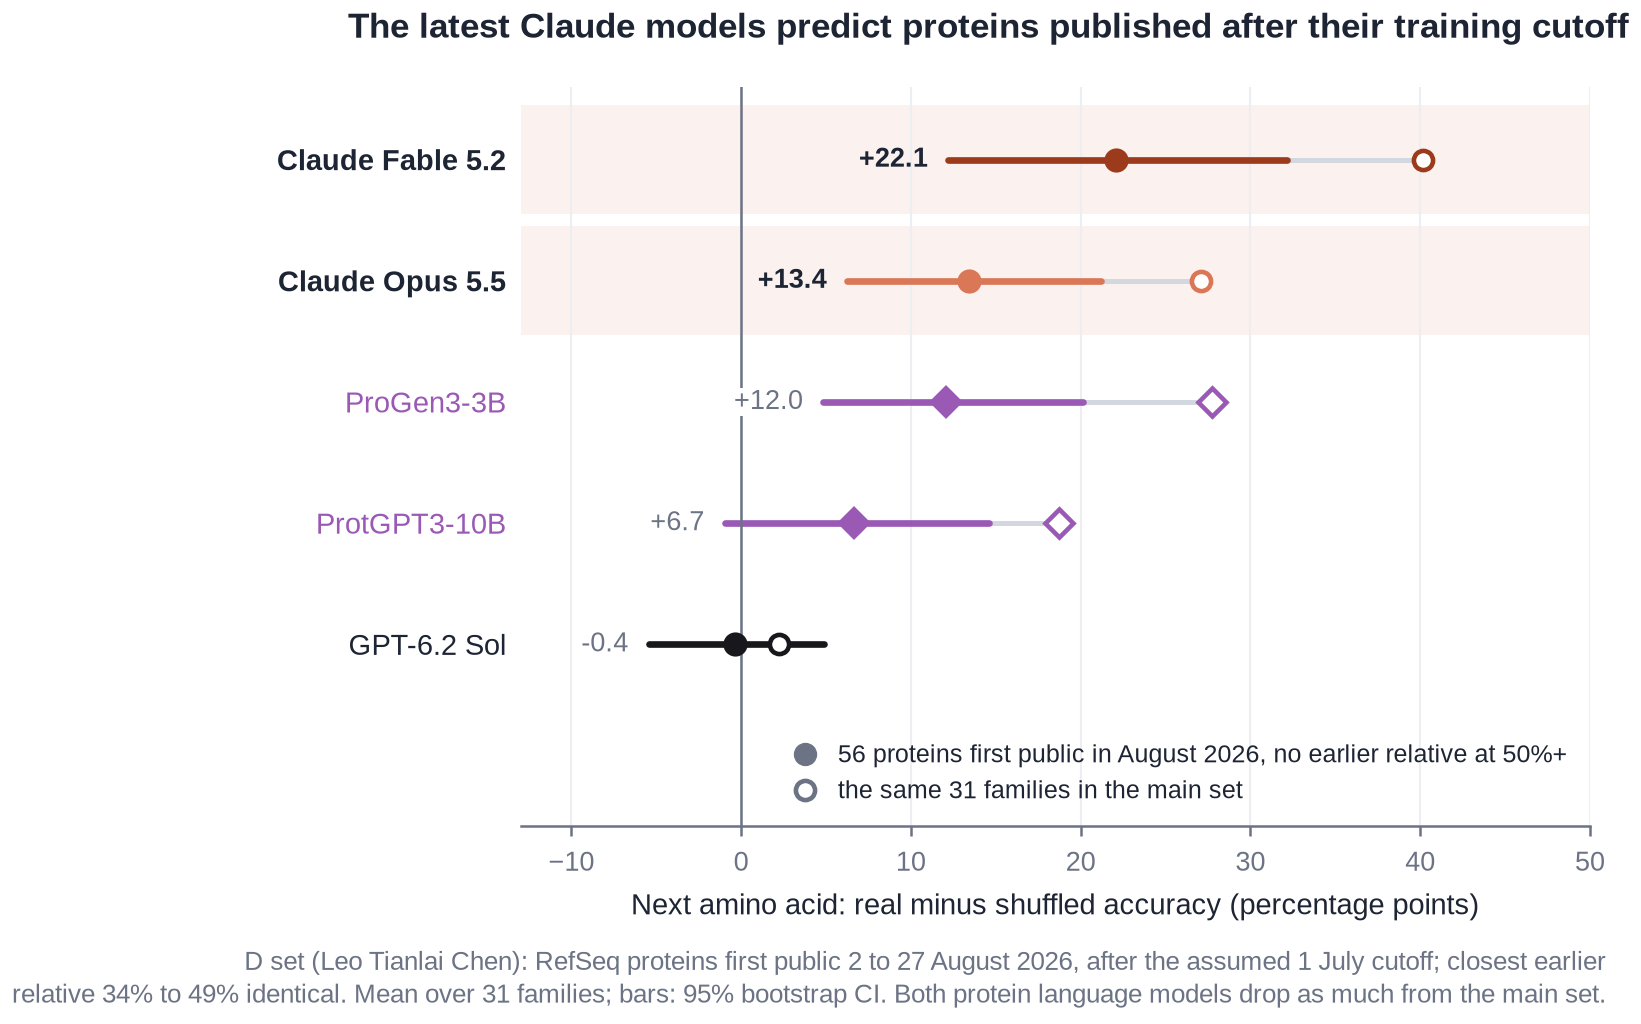 The latest Claude models predict proteins published after their training cutoff
Claude Fable 5.2
+22.1
Claude Opus 5.5
+13.4
ProGen3-3B
+12.0
ProtGPT3-10B
+6.7
GPT-6.2 Sol
-0.4
56 proteins first public in August 2026, no earlier relative at 50%+
the same 31 families in the main set
−10 0 10 20 30 40 50
Next amino acid: real minus shuffled accuracy (percentage points)
D set (Leo Tianlai Chen): RefSeq proteins first public 2 to 27 August 2026, after the assumed 1 July cutoff; closest earlier
relative 34% to 49% identical. Mean over 31 families; bars: 95% bootstrap CI. Both protein language models drop as much from the main set.